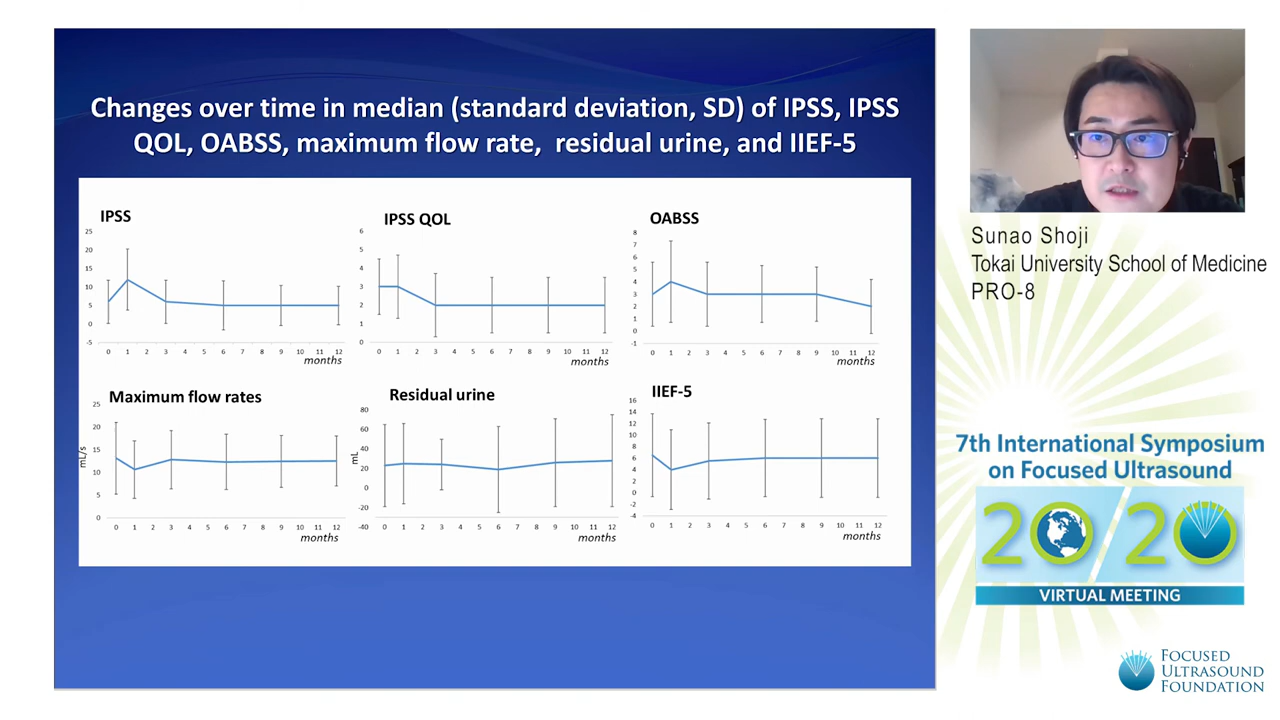 Changes over time in median (standard deviation, SD) of IPSS, IPSS
QOL, OABSS, maximum flow rate, residual urine, and IIEF-5
IPSS
25
20
15
10
5
0
-5
0 1 2 3 4 5 6 7 8 9 10 11 12
months
IPSS QOL
6
5
4
3
2
1
0
0 1 2 3 4 5 6 7 8 9 10 11 12
months
OABSS
8
7
6
5
4
3
2
1
0
-1
0 1 2 3 4 5 6 7 8 9 10 11 12
months
Maximum flow rates
25
20
15
10
5
0
mL/s
0 1 2 3 4 5 6 7 8 9 10 11 12
months
Residual urine
80
60
40
20
0
-20
-40
mL
0 1 2 3 4 5 6 7 8 9 10 11 12
months
IIEF-5
16
14
12
10
8
6
4
2
0
-2
-4
0 1 2 3 4 5 6 7 8 9 10 11 12
months
Sunao Shoji
Tokai University School of Medicine
PRO-8
7th International Symposium
on Focused Ultrasound
20/20
VIRTUAL MEETING
FOCUSED
ULTRASOUND
FOUNDATION